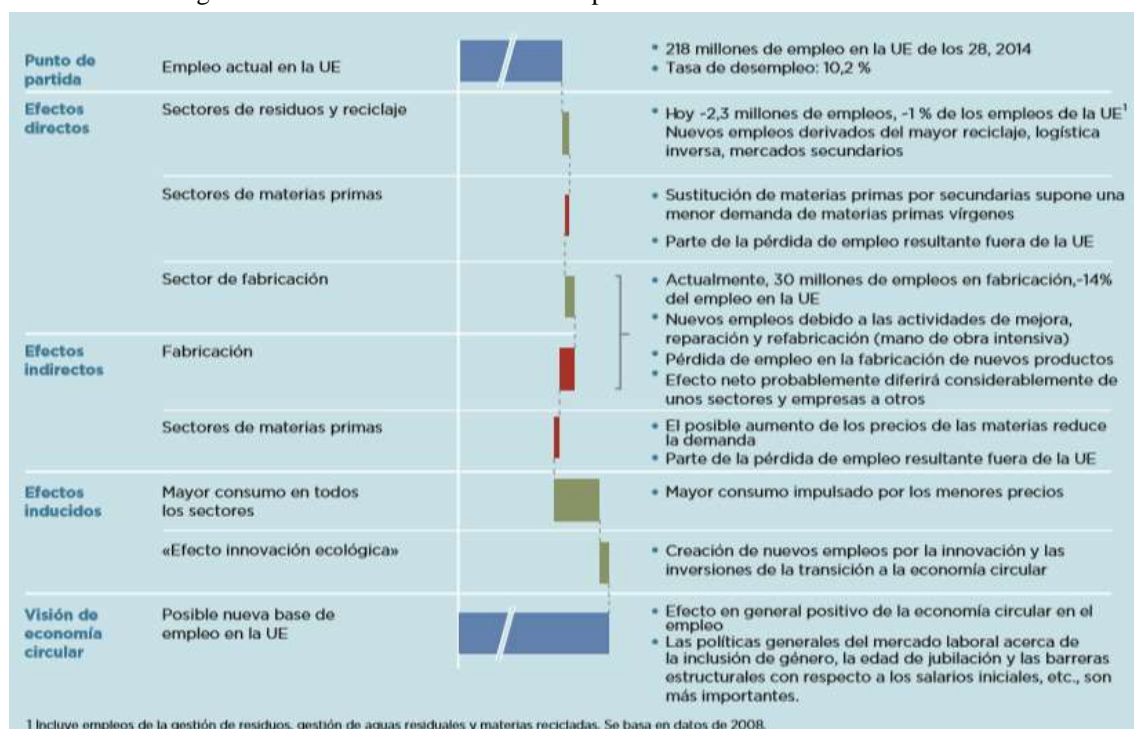 Punto de
partida
Empleo actual en la UE
• 218 millones de empleo en la UE de los 28, 2014
• Tasa de desempleo: 10,2 %
Efectos
directos
Sectores de residuos y reciclaje
• Hoy -2,3 millones de empleos, -1 % de los empleos de la UE¹
Nuevos empleos derivados del mayor reciclaje, logística
inversa, mercados secundarios
Sectores de materias primas
• Sustitución de materias primas por secundarias supone una
menor demanda de materias primas vírgenes
• Parte de la pérdida de empleo resultante fuera de la UE
Sector de fabricación
• Actualmente, 30 millones de empleos en fabricación,-14%
del empleo en la UE
• Nuevos empleos debido a las actividades de mejora,
reparación y refabricación (mano de obra intensiva)
Efectos
indirectos
Fabricación
• Pérdida de empleo en la fabricación de nuevos productos
• Efecto neto probablemente diferirá considerablemente de
unos sectores y empresas a otros
Sectores de materias primas
• El posible aumento de los precios de las materias reduce
la demanda
• Parte de la pérdida de empleo resultante fuera de la UE
Efectos
inducidos
Mayor consumo en todos
los sectores
• Mayor consumo impulsado por los menores precios
«Efecto innovación ecológica»
• Creación de nuevos empleos por la innovación y las
inversiones de la transición a la economía circular
Visión de
economía
circular
Posible nueva base de
empleo en la UE
• Efecto en general positivo de la economía circular en el
empleo
• Las políticas generales del mercado laboral acerca de
la inclusión de género, la edad de jubilación y las barreras
estructurales con respecto a los salarios iniciales, etc., son
más importantes.
1 Incluye empleos de la gestión de residuos, gestión de aguas residuales y materias recicladas. Se basa en datos de 2008.